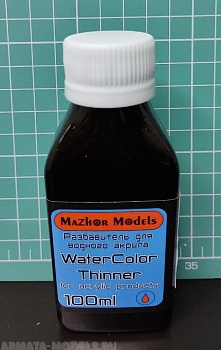 MAZHOR MODELS
Разбавитель для
водного акрила
WaterColor
Thinner
for acrylic products
100ml
35
ARMATA-MODELS.RU